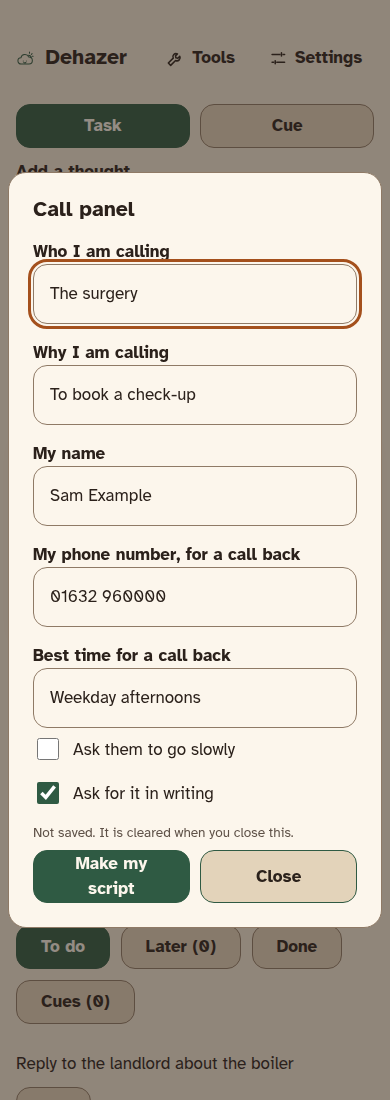 Dehazer Tools Settings
Task Cue
Add a thought
Call panel
Who I am calling
The surgery
Why I am calling
To book a check-up
My name
Sam Example
My phone number, for a call back
01632 960000
Best time for a call back
Weekday afternoons
Ask them to go slowly
Ask for it in writing
Not saved. It is cleared when you close this.
Make my
script
Close
To do Later (0) Done
Cues (0)
Reply to the landlord about the boiler